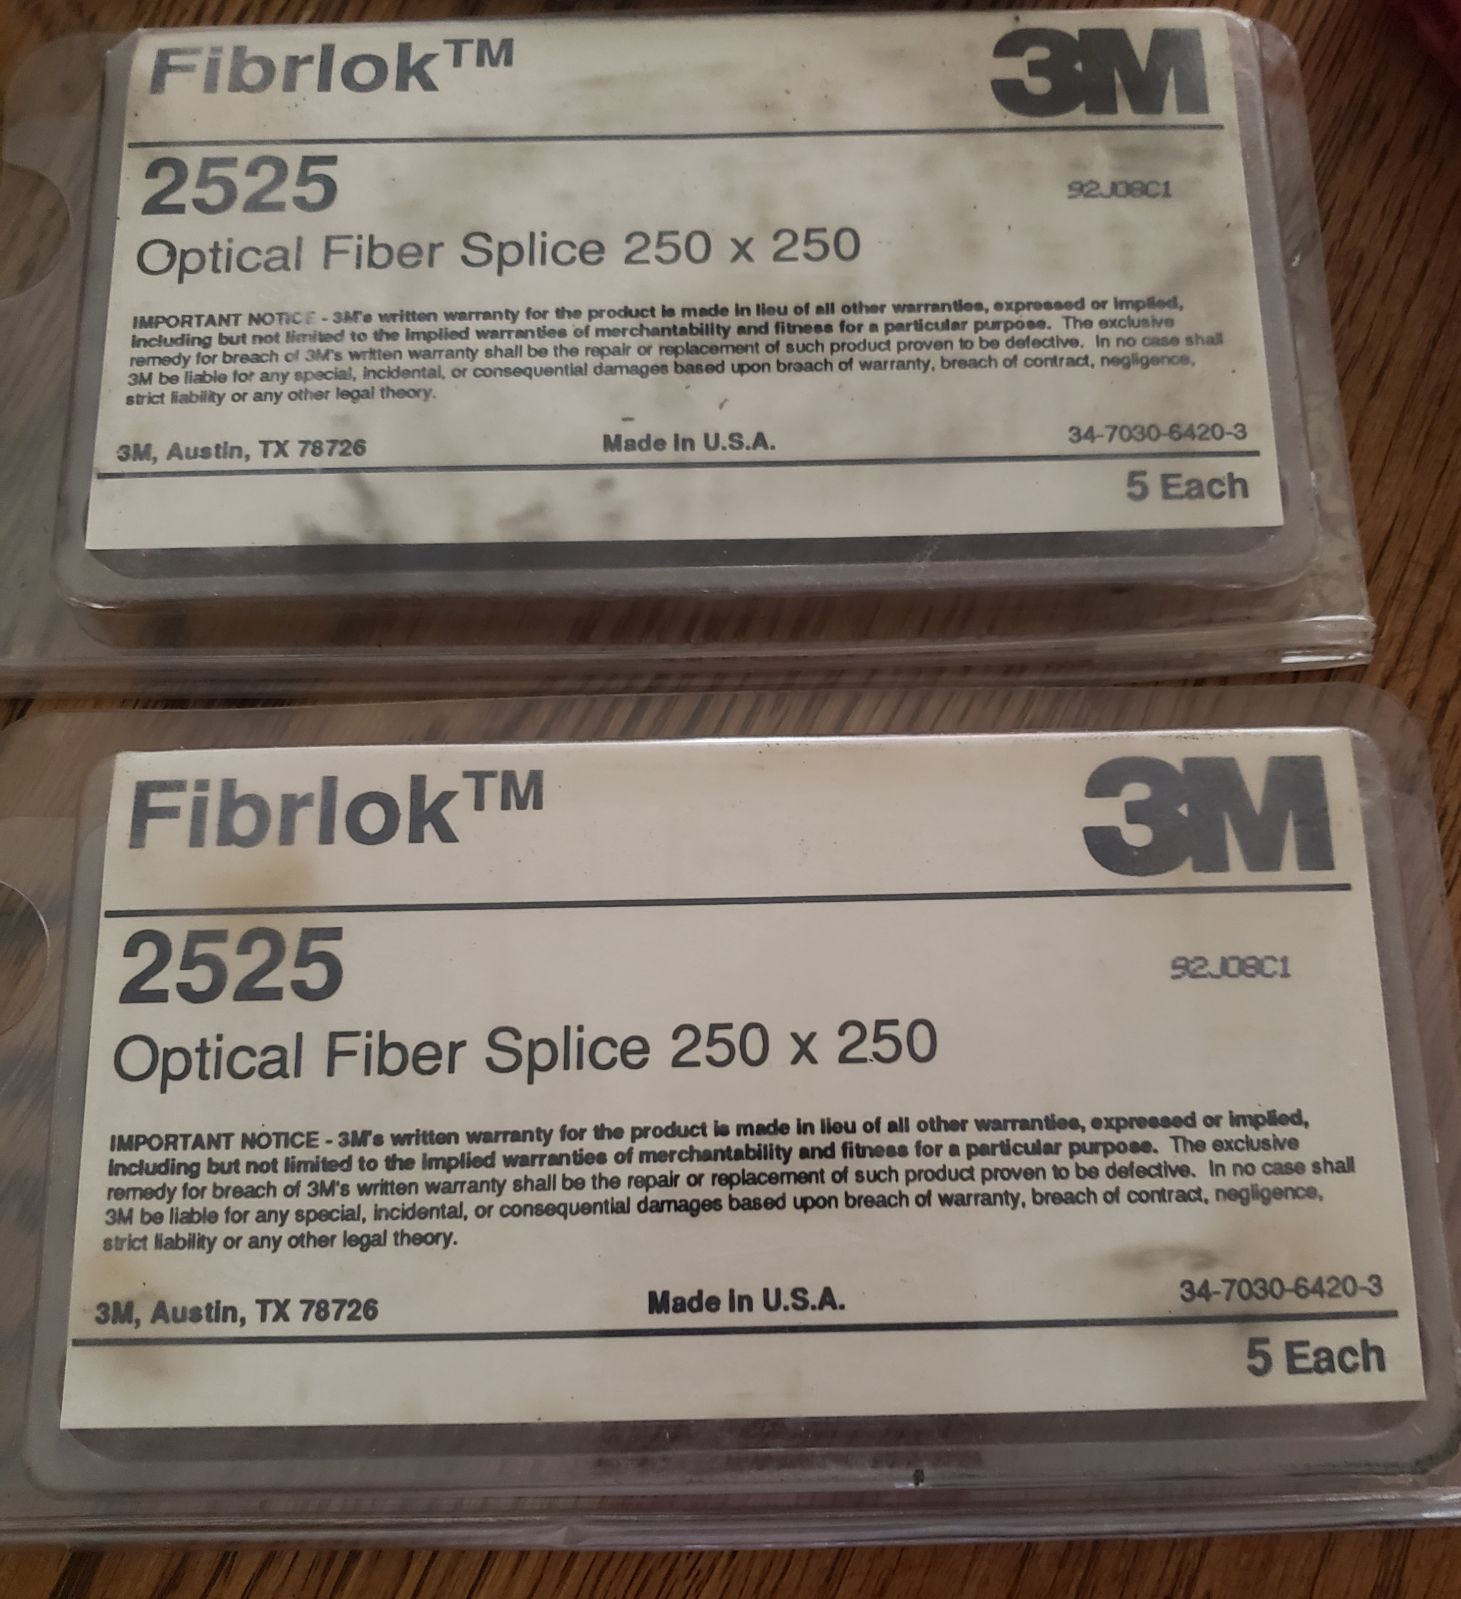 Fibrlok™ 3M
2525
92J08C1
Optical Fiber Splice 250 x 250
IMPORTANT NOTICE - 3M's written warranty for the product is made in lieu of all other warranties, expressed or implied,
including but not limited to the implied warranties of merchantability and fitness for a particular purpose. The exclusive
remedy for breach of 3M's written warranty shall be the repair or replacement of such product proven to be defective. In no case shall
3M be liable for any special, incidental, or consequential damages based upon breach of warranty, breach of contract, negligence,
strict liability or any other legal theory.
3M, Austin, TX 78726 Made in U.S.A. 34-7030-6420-3
5 Each
Fibrlok™ 3M
2525
92J08C1
Optical Fiber Splice 250 x 250
IMPORTANT NOTICE - 3M's written warranty for the product is made in lieu of all other warranties, expressed or implied,
including but not limited to the implied warranties of merchantability and fitness for a particular purpose. The exclusive
remedy for breach of 3M's written warranty shall be the repair or replacement of such product proven to be defective. In no case shall
3M be liable for any special, incidental, or consequential damages based upon breach of warranty, breach of contract, negligence,
strict liability or any other legal theory.
3M, Austin, TX 78726 Made in U.S.A. 34-7030-6420-3
5 Each